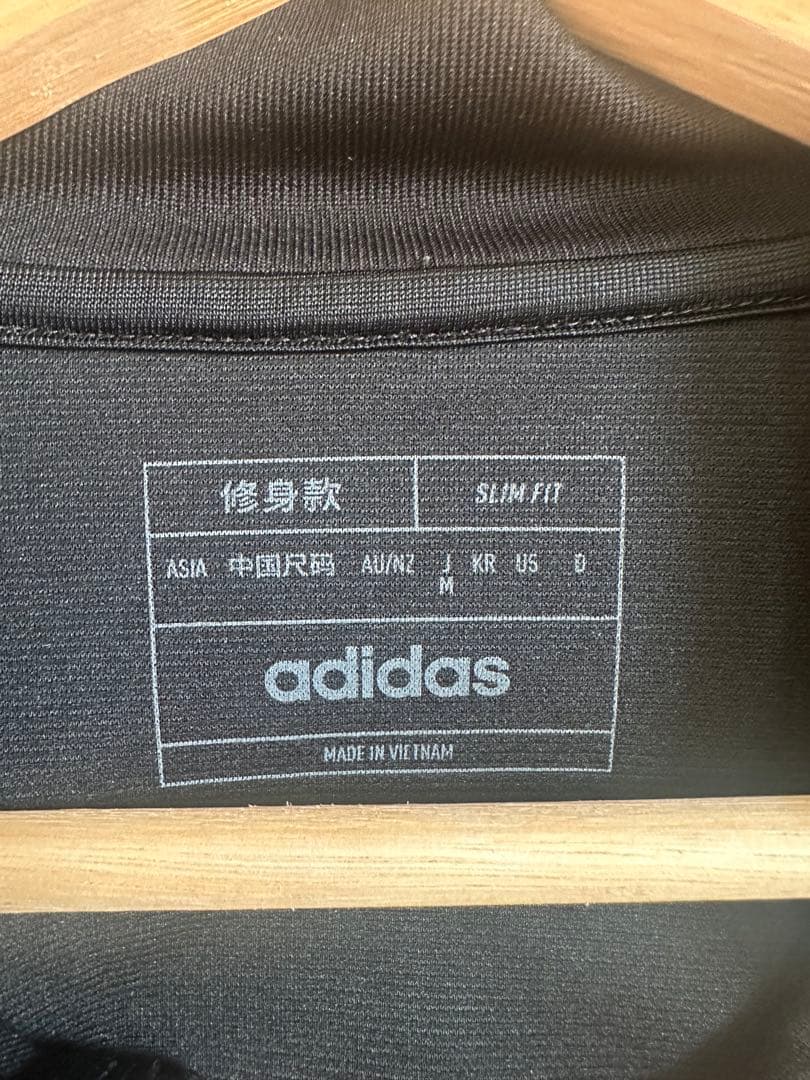 修身款 SLIM FIT
ASIA 中国尺码 AU/NZ J KR US D
M
adidas
MADE IN VIETNAM